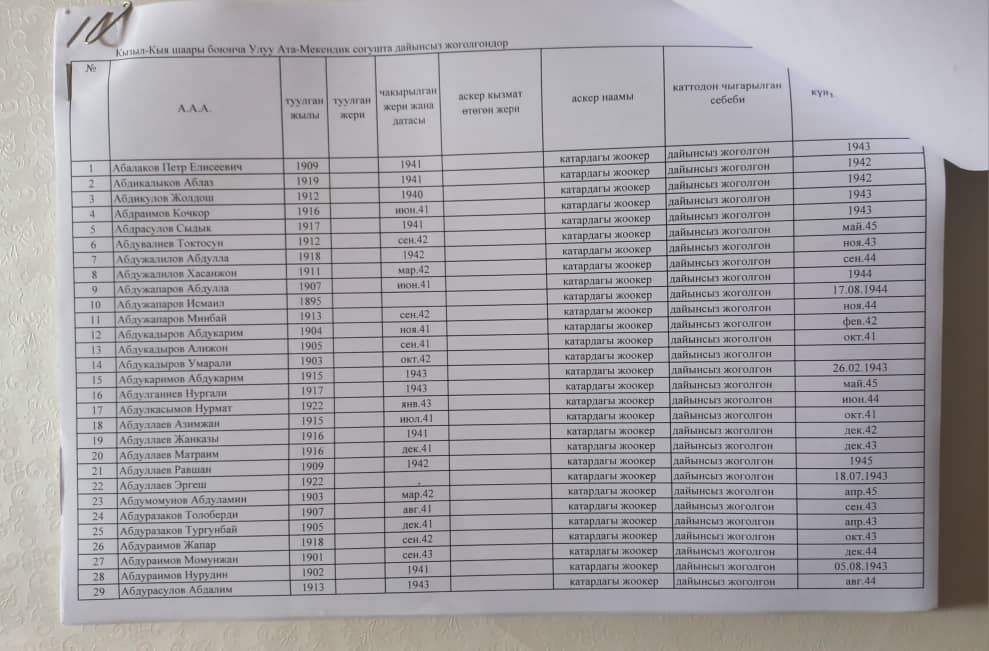 108
Кызыл-Кыя шаары боюнча Улуу Ата-Мекендик согушта дайынсыз жоголгондор
№ А.А.А. туулган жылы туулган жери чакырылган жери жана датасы аскер кызмат өтөгөн жери аскер наамы каттодон чыгарылган себеби күн
1 Абалаков Петр Елисеевич 1909 1941 катардагы жоокер дайынсыз жоголгон 1943
2 Абдикалыков Аблаз 1919 1941 катардагы жоокер дайынсыз жоголгон 1942
3 Абдикулов Жолдош 1912 1940 катардагы жоокер дайынсыз жоголгон 1942
4 Абдраимов Кочкор 1916 июн.41 катардагы жоокер дайынсыз жоголгон 1943
5 Абдрасулов Сыдык 1917 1941 катардагы жоокер дайынсыз жоголгон 1943
6 Абдувалиев Токтосун 1912 сен.42 катардагы жоокер дайынсыз жоголгон май.45
7 Абдужалилов Абдулла 1918 1942 катардагы жоокер дайынсыз жоголгон ноя.43
8 Абдужалилов Хасанжон 1911 мар.42 катардагы жоокер дайынсыз жоголгон сен.44
9 Абдужапаров Абдулла 1907 июн.41 катардагы жоокер дайынсыз жоголгон 1944
10 Абдужапаров Исмаил 1895 катардагы жоокер дайынсыз жоголгон 17.08.1944
11 Абдужапаров Минбай 1913 сен.42 катардагы жоокер дайынсыз жоголгон ноя.44
12 Абдукадыров Абдукарим 1904 ноя.41 катардагы жоокер дайынсыз жоголгон фев.42
13 Абдукадыров Алижон 1905 сен.41 катардагы жоокер дайынсыз жоголгон окт.41
14 Абдукадыров Умарали 1903 окт.42 катардагы жоокер дайынсыз жоголгон
15 Абдукаримов Абдукарим 1915 1943 катардагы жоокер дайынсыз жоголгон 26.02.1943
16 Абдулганиев Нургали 1917 1943 катардагы жоокер дайынсыз жоголгон май.45
17 Абдулкасымов Нурмат 1922 янв.43 катардагы жоокер дайынсыз жоголгон июн.44
18 Абдуллаев Азимжан 1915 июл.41 катардагы жоокер дайынсыз жоголгон окт.41
19 Абдуллаев Жанказы 1916 1941 катардагы жоокер дайынсыз жоголгон дек.42
20 Абдуллаев Матраим 1916 дек.41 катардагы жоокер дайынсыз жоголгон дек.43
21 Абдуллаев Равшан 1909 1942 катардагы жоокер дайынсыз жоголгон 1945
22 Абдуллаев Эргеш 1922 . катардагы жоокер дайынсыз жоголгон 18.07.1943
23 Абдумомунов Абдуламин 1903 мар.42 катардагы жоокер дайынсыз жоголгон апр.45
24 Абдуразаков Толоберди 1907 авг.41 катардагы жоокер дайынсыз жоголгон сен.43
25 Абдуразаков Тургунбай 1905 дек.41 катардагы жоокер дайынсыз жоголгон апр.43
26 Абдураимов Жапар 1918 сен.42 катардагы жоокер дайынсыз жоголгон окт.43
27 Абдураимов Момунжан 1901 сен.43 катардагы жоокер дайынсыз жоголгон дек.44
28 Абдураимов Нурудин 1902 1941 катардагы жоокер дайынсыз жоголгон 05.08.1943
29 Абдурасулов Абдалим 1913 1943 катардагы жоокер дайынсыз жоголгон авг.44